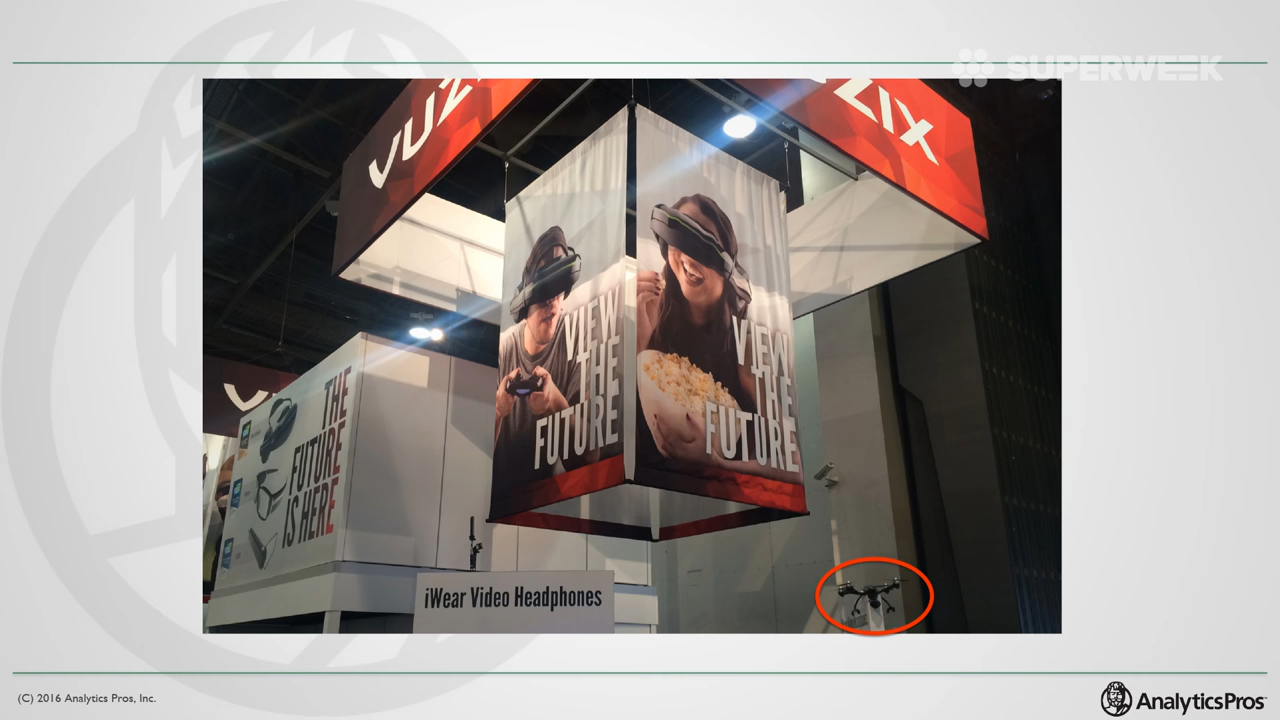 SUPERWEEK
VUZ
ZIX
VIEW
THE
FUTURE
VIEW
THE
FUTURE
THE
FUTURE
IS HERE
iWear Video Headphones
(C) 2016 Analytics Pros, Inc.
AnalyticsPros